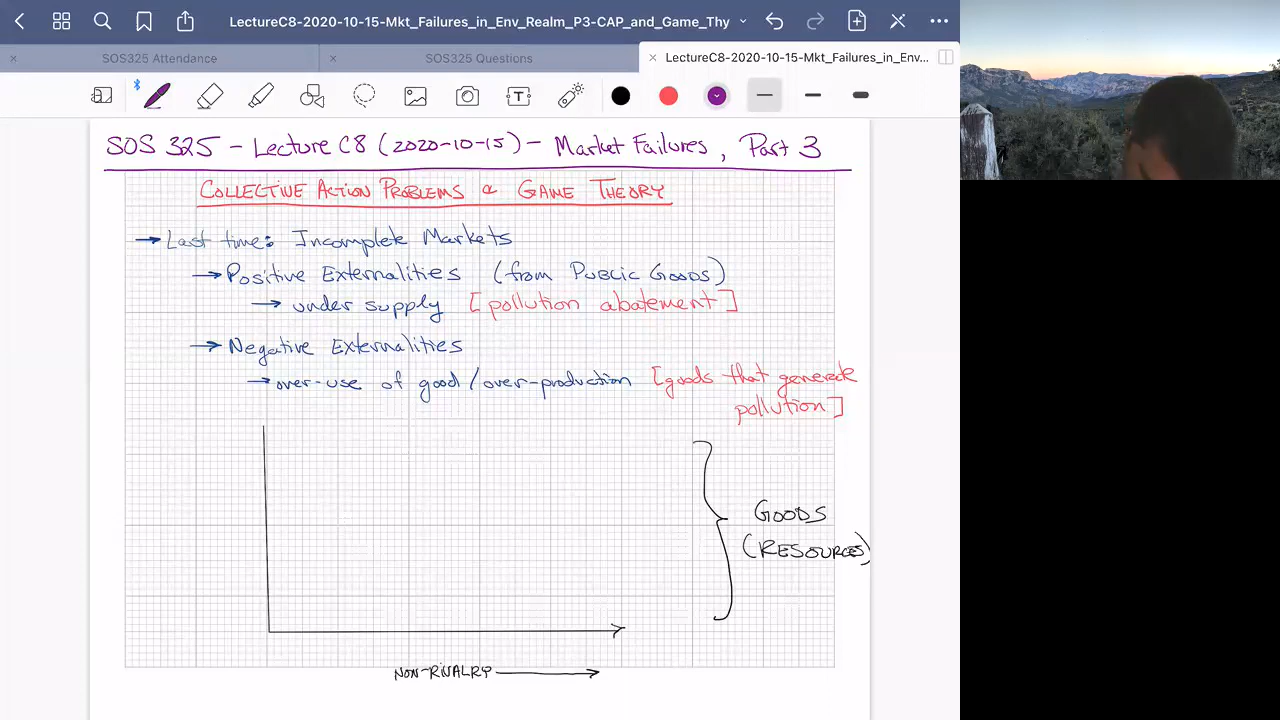 LectureC8-2020-10-15-Mkt_Failures_in_Env_Realm_P3-CAP_and_Game_Thy
SOS325 Attendance
SOS325 Questions
LectureC8-2020-10-15-Mkt_Failures_in_Env...
SOS 325 - Lecture C8 (2020-10-15) - Market Failures, Part 3
COLLECTIVE ACTION PROBLEMS & GAME THEORY
→ Last time: Incomplete Markets
→ Positive Externalities (from Public Goods)
→ under supply [pollution abatement]
→ Negative Externalities
→ over-use of good/over-production [goods that generate
pollution]
GOODS
(RESOURCES)
NON-RIVALRY →